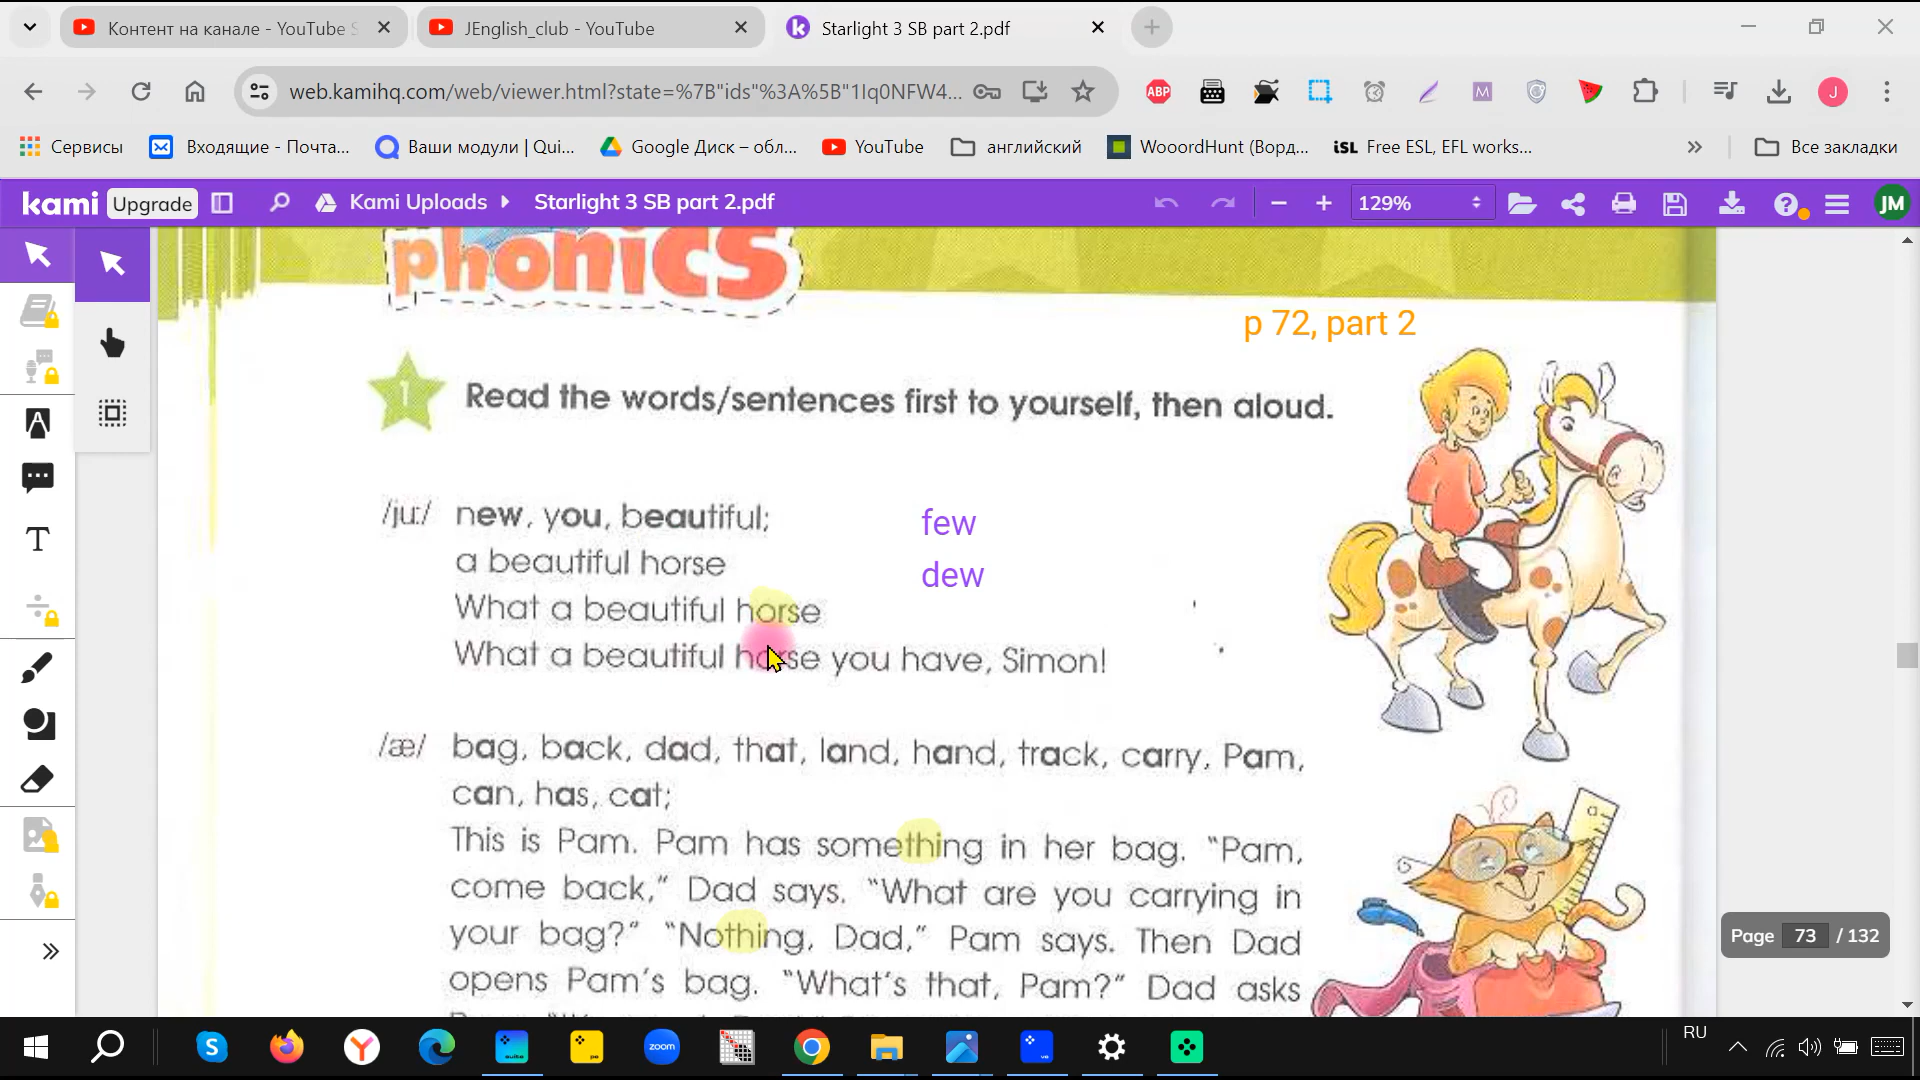 Контент на канале - YouTube S
JEnglish_club - YouTube
Starlight 3 SB part 2.pdf
web.kamihq.com/web/viewer.html?state=%7B"ids"%3A%5B"1Iq0NFW4...
ABP
M
J
Сервисы
Входящие - Почта...
Ваши модули | Qui...
Google Диск – обл...
YouTube
английский
WooordHunt (Ворд...
iSL Free ESL, EFL works...
Все закладки
kami Upgrade
Kami Uploads
Starlight 3 SB part 2.pdf
129%
JM
phonics
p 72, part 2
1 Read the words/sentences first to yourself, then aloud.
/ju:/ new, you, beautiful;
few
a beautiful horse
dew
What a beautiful horse
What a beautiful horse you have, Simon!
/æ/ bag, back, dad, that, land, hand, track, carry, Pam,
can, has, cat;
This is Pam. Pam has something in her bag. “Pam,
come back,” Dad says. “What are you carrying in
your bag?” “Nothing, Dad,” Pam says. Then Dad
opens Pam’s bag. “What’s that, Pam?” Dad asks
Page 73 / 132
zoom
RU